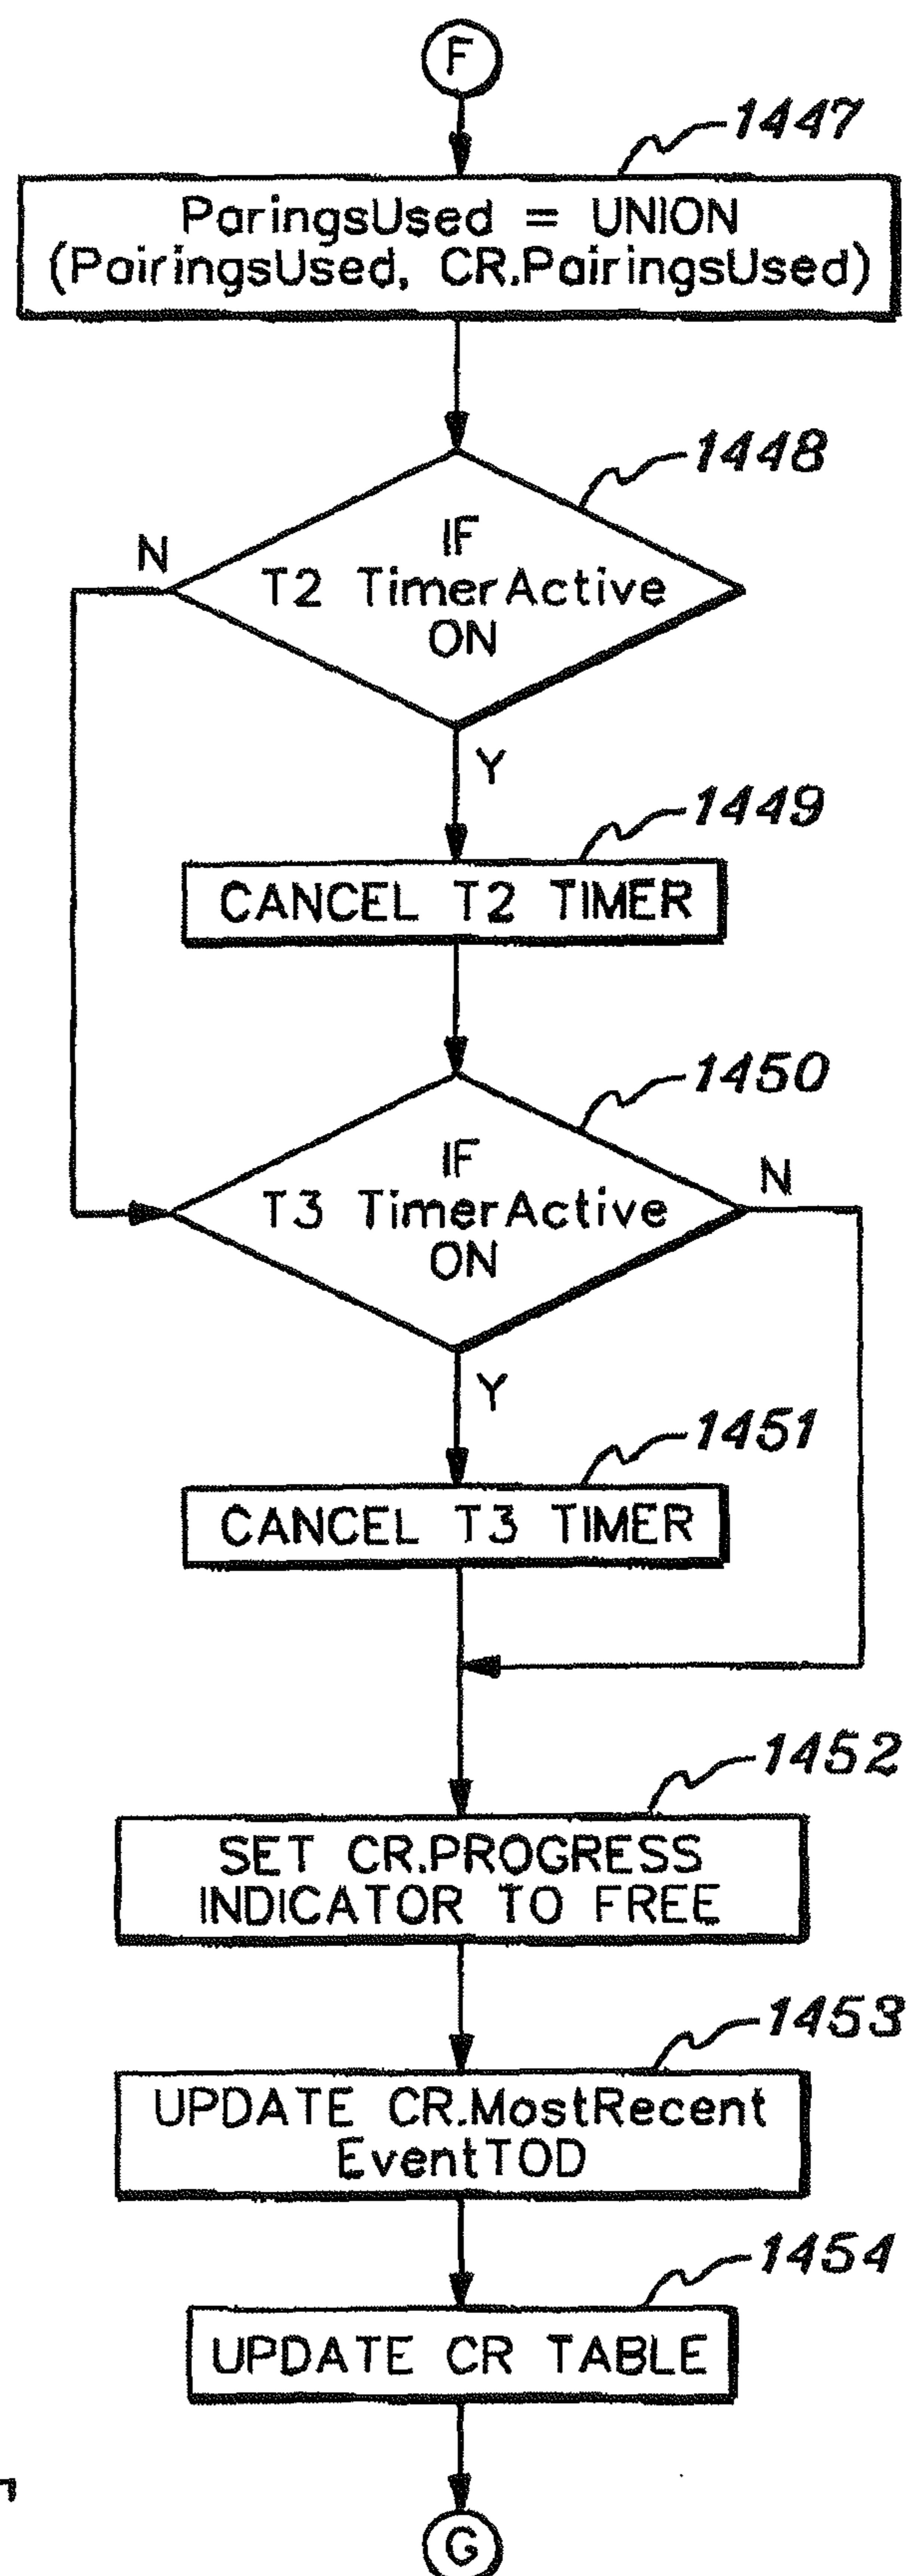 F
1447
ParingsUsed = UNION
(PairingsUsed, CR.PairingsUsed)
1448
N
IF
T2 TimerActive
ON
Y
1449
CANCEL T2 TIMER
1450
IF
T3 TimerActive
ON
N
Y
1451
CANCEL T3 TIMER
1452
SET CR.PROGRESS
INDICATOR TO FREE
1453
UPDATE CR.MostRecent
EventTOD
1454
UPDATE CR TABLE
G